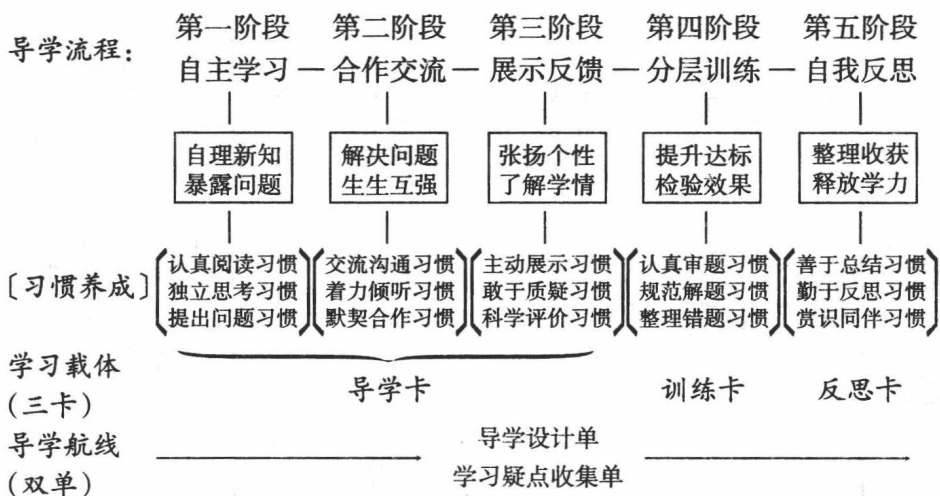 导学流程：
第一阶段 第二阶段 第三阶段 第四阶段 第五阶段
自主学习—合作交流—展示反馈—分层训练—自我反思
自理新知 解决问题 张扬个性 提升达标 整理收获
暴露问题 生生互强 了解学情 检验效果 释放学力
〔习惯养成〕
认真阅读习惯 交流沟通习惯 主动展示习惯 认真审题习惯 善于总结习惯
独立思考习惯 着力倾听习惯 敢于质疑习惯 规范解题习惯 勤于反思习惯
提出问题习惯 默契合作习惯 科学评价习惯 整理错题习惯 赏识同伴习惯
学习载体
(三卡)
导学卡 训练卡 反思卡
导学航线
(双单)
导学设计单
学习疑点收集单